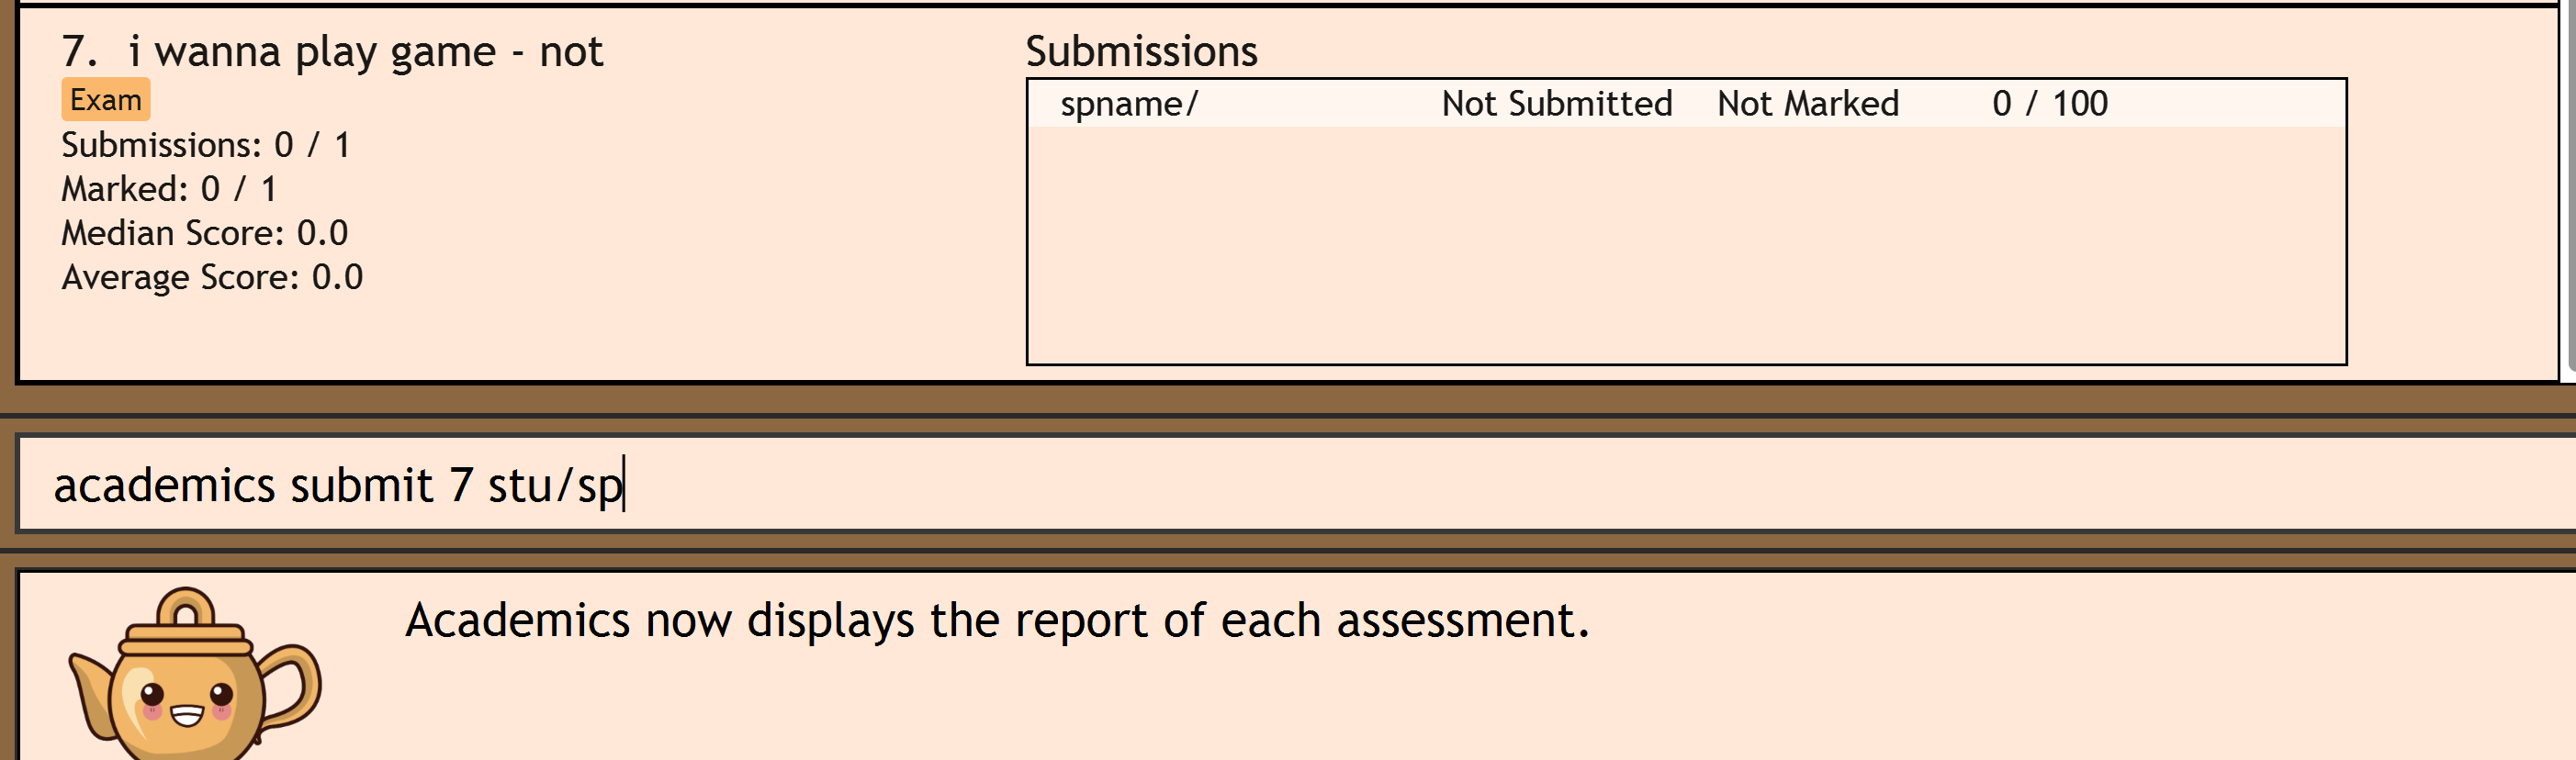 7. i wanna play game - not
Exam
Submissions: 0 / 1
Marked: 0 / 1
Median Score: 0.0
Average Score: 0.0
Submissions
spname/ Not Submitted Not Marked 0 / 100
academics submit 7 stu/sp
Academics now displays the report of each assessment.